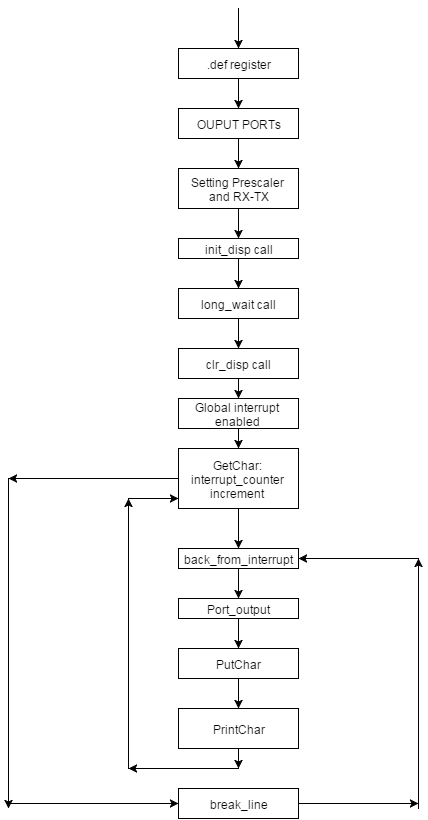 .def register
OUPUT PORTs
Setting Prescaler
and RX-TX
init_disp call
long_wait call
clr_disp call
Global interrupt
enabled
GetChar:
interrupt_counter
increment
back_from_interrupt
Port_output
PutChar
PrintChar
break_line